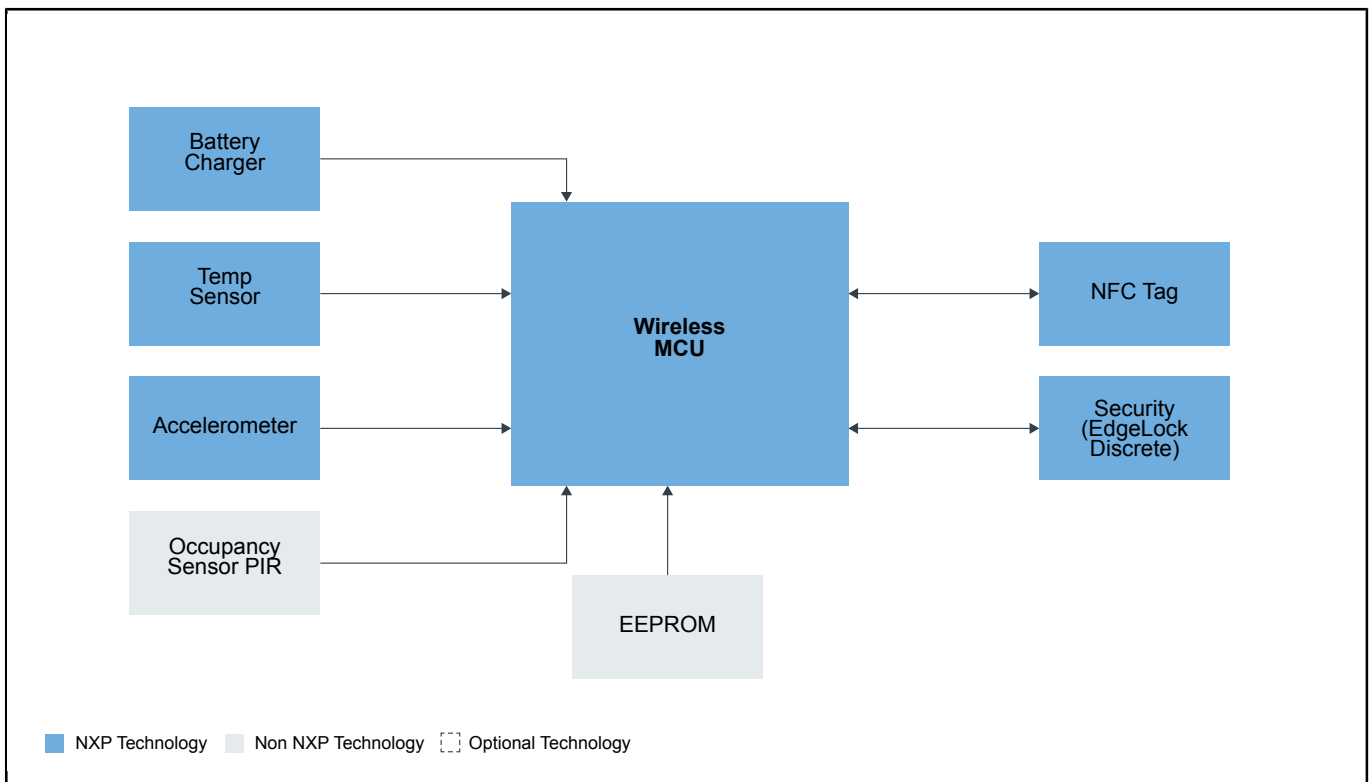 Battery
Charger
Temp
Sensor
Wireless
MCU
NFC Tag
Accelerometer
Security
(EdgeLock
Discrete)
Occupancy
Sensor PIR
EEPROM
NXP Technology
Non NXP Technology
Optional Technology